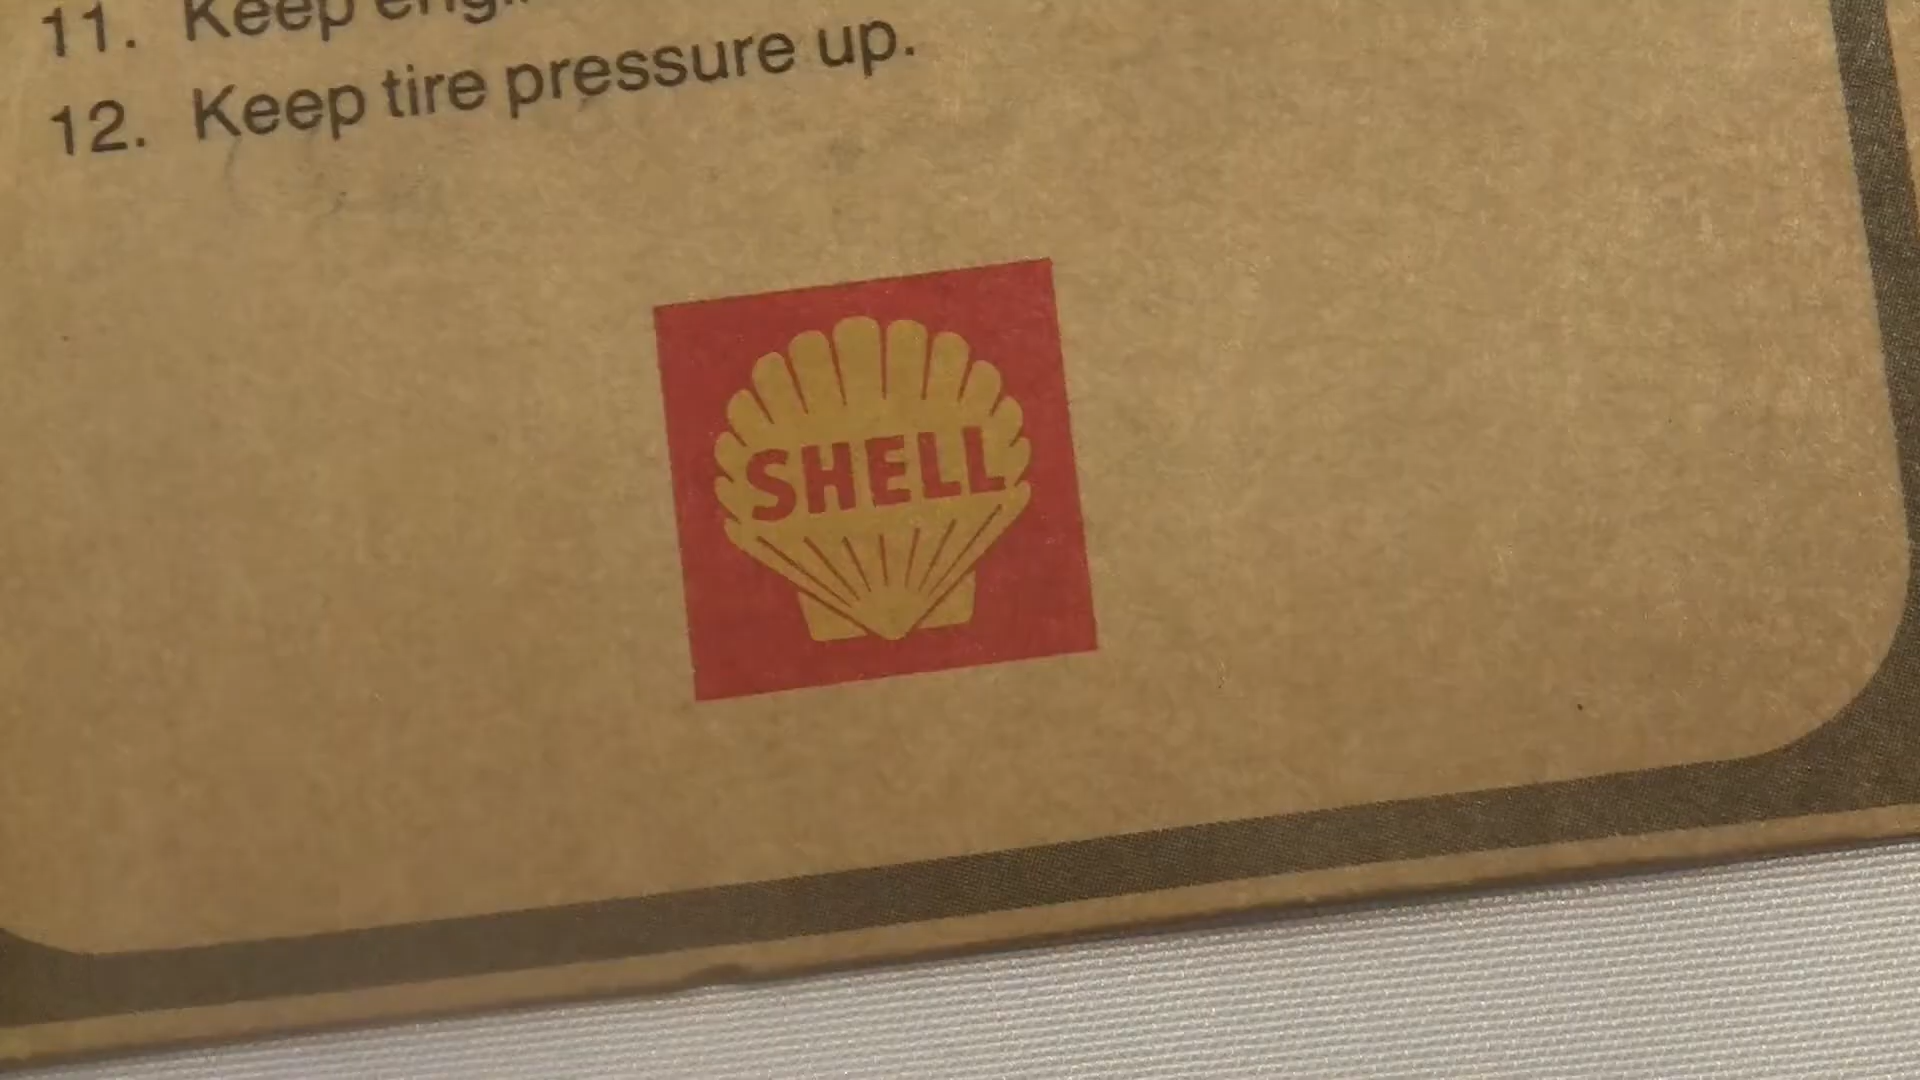 11. Keep
12. Keep tire pressure up.
SHELL